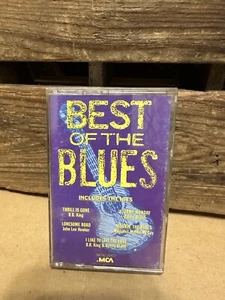 BEST
OF THE
BLUES
INCLUDES THE HITS
THRILL IS GONE
B.B. King
STORMY MONDAY
LONESOME ROAD
John Lee Hooker
I LIKE TO LIVE THE LOVE
B.B. King &
MCA